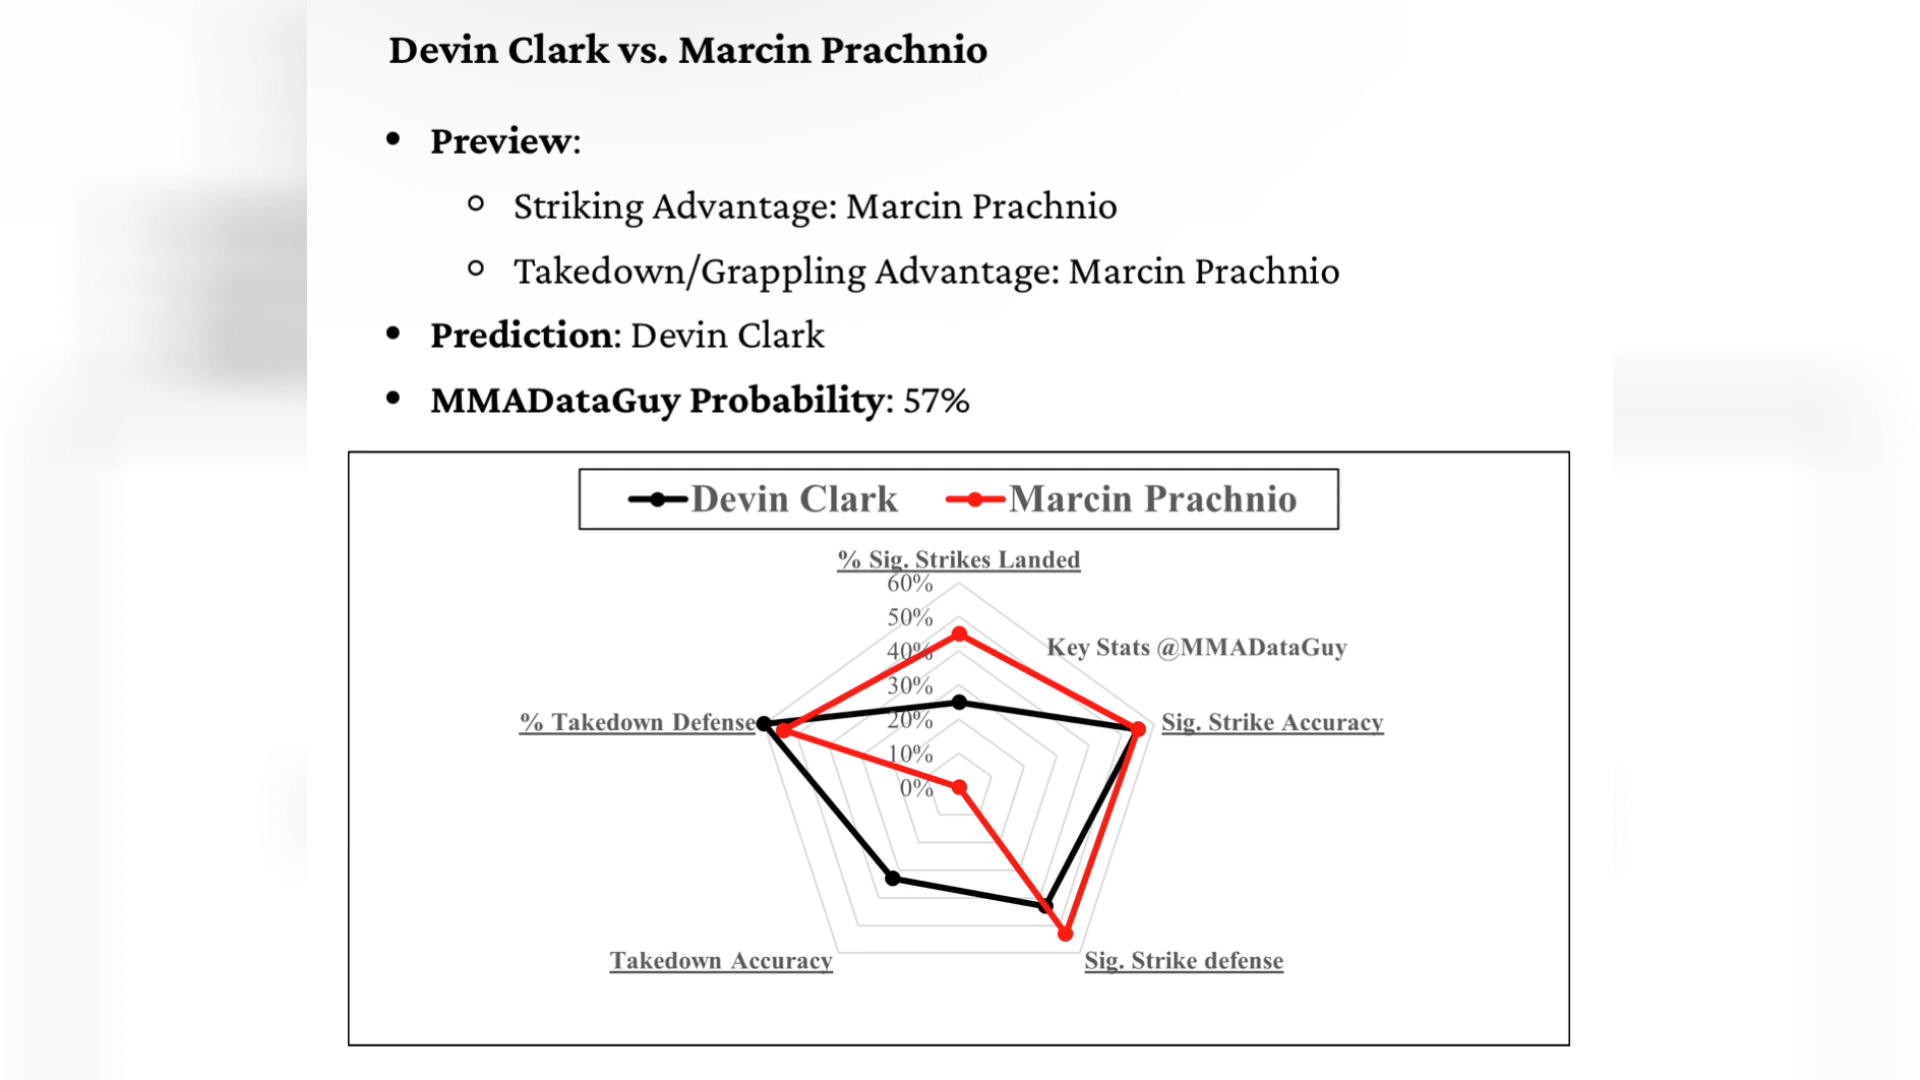 Devin Clark vs. Marcin Prachnio
Preview:
Striking Advantage: Marcin Prachnio
Takedown/Grappling Advantage: Marcin Prachnio
Prediction: Devin Clark
MMADataGuy Probability: 57%
Devin Clark Marcin Prachnio
% Sig. Strikes Landed
60%
50%
Key Stats @MMADataGuy
40%
30%
% Takedown Defense
20%
Sig. Strike Accuracy
10%
0%
Takedown Accuracy
Sig. Strike defense